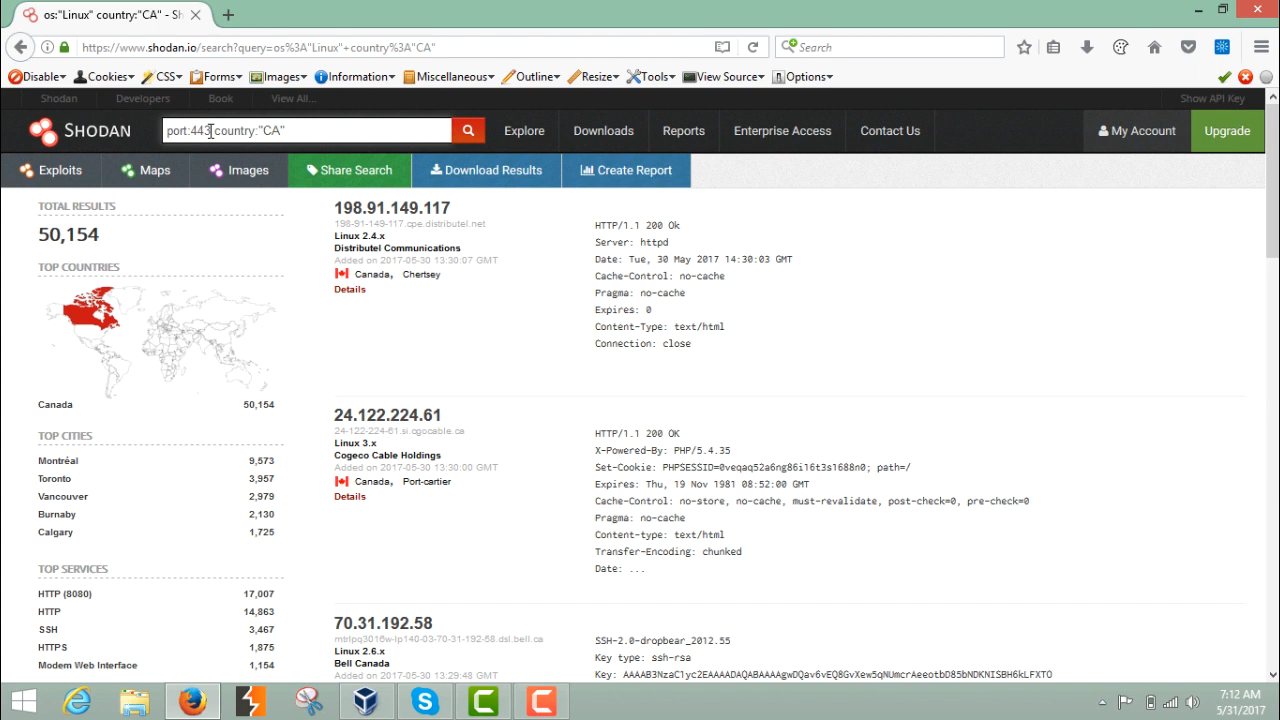 os:"Linux" country:"CA" - Sh
https://www.shodan.io/search?query=os%3A"Linux"+country%3A"CA"
Search
Disable Cookies CSS Forms Images Information Miscellaneous Outline Resize Tools View Source Options
Shodan Developers Book View All... Show API Key
SHODAN port:443 country:"CA" Explore Downloads Reports Enterprise Access Contact Us My Account Upgrade
Exploits Maps Images Share Search Download Results Create Report
TOTAL RESULTS
50,154
TOP COUNTRIES
Canada 50,154
TOP CITIES
Montréal 9,573
Toronto 3,957
Vancouver 2,979
Burnaby 2,130
Calgary 1,725
TOP SERVICES
HTTP (8080) 17,007
HTTP 14,863
SSH 3,467
HTTPS 1,875
Modem Web Interface 1,154
198.91.149.117
198-91-149-117.cpe.distributel.net
Linux 2.4.x
Distributel Communications
Added on 2017-05-30 13:30:07 GMT
Canada, Chertsey
Details
HTTP/1.1 200 Ok
Server: httpd
Date: Tue, 30 May 2017 14:30:03 GMT
Cache-Control: no-cache
Pragma: no-cache
Expires: 0
Content-Type: text/html
Connection: close
24.122.224.61
24-122-224-61.si.cgocable.ca
Linux 3.x
Cogeco Cable Holdings
Added on 2017-05-30 13:30:00 GMT
Canada, Port-cartier
Details
HTTP/1.1 200 OK
X-Powered-By: PHP/5.4.35
Set-Cookie: PHPSESSID=0veqaq52a6ng86i16t3s1688n0; path=/
Expires: Thu, 19 Nov 1981 08:52:00 GMT
Cache-Control: no-store, no-cache, must-revalidate, post-check=0, pre-check=0
Pragma: no-cache
Content-type: text/html
Transfer-Encoding: chunked
Date: ...
70.31.192.58
mtrlpq3016w-lp140-03-70-31-192-58.dsl.bell.ca
Linux 2.6.x
Bell Canada
Added on 2017-05-30 13:29:48 GMT
SSH-2.0-dropbear_2012.55
Key type: ssh-rsa
Key: AAAAB3NzaC1yc2EAAAADAQABAAAAgwDQav6vEQ8GvXew5qNUmcrAeeotbD85bNDKNISBH6kLFXTO
7:12 AM
5/31/2017